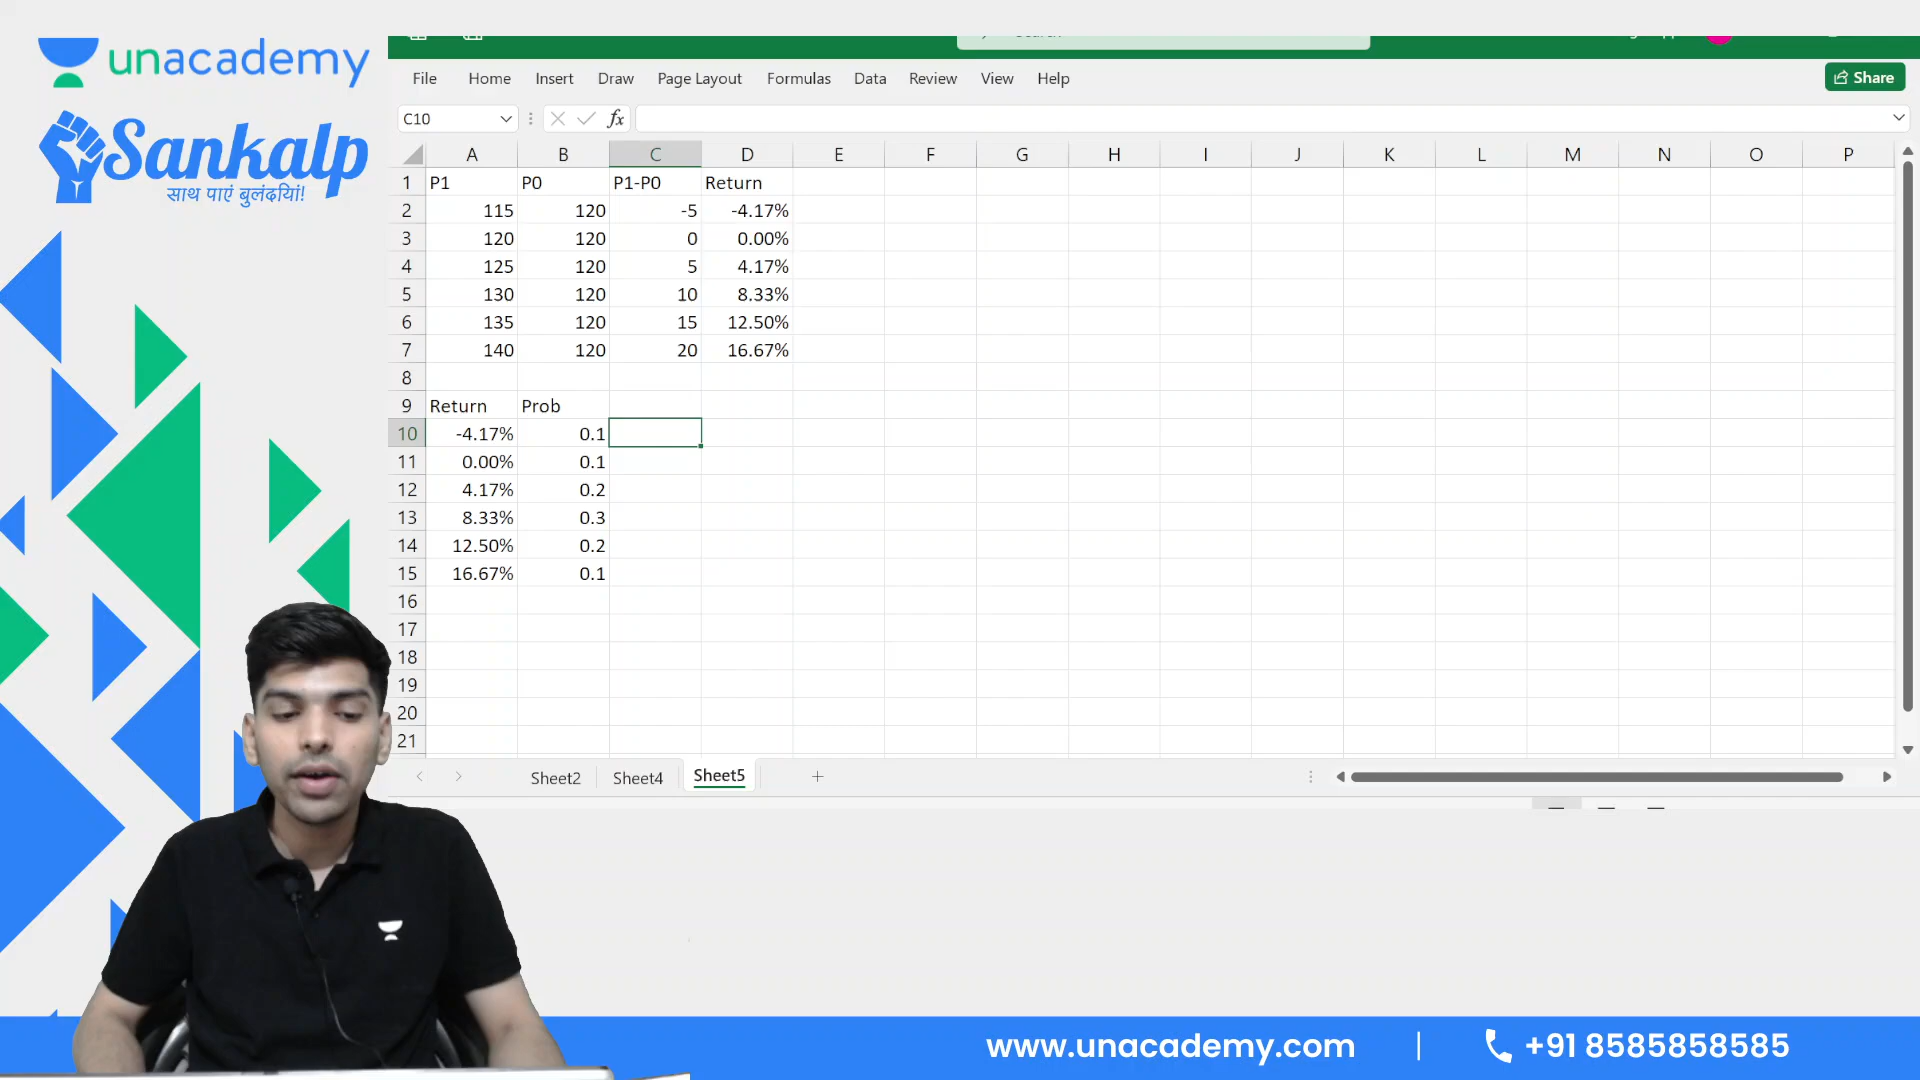 unacademy
Sankalp
साथ पाएं बुलंदियां!
File Home Insert Draw Page Layout Formulas Data Review View Help Share
C10 fx
A B C D E F G H I J K L M N O P
1 P1 P0 P1-P0 Return
2 115 120 -5 -4.17%
3 120 120 0 0.00%
4 125 120 5 4.17%
5 130 120 10 8.33%
6 135 120 15 12.50%
7 140 120 20 16.67%
8
9 Return Prob
10 -4.17% 0.1
11 0.00% 0.1
12 4.17% 0.2
13 8.33% 0.3
14 12.50% 0.2
15 16.67% 0.1
16
17
18
19
20
21
Sheet2 Sheet4 Sheet5 +
www.unacademy.com | +91 8585858585